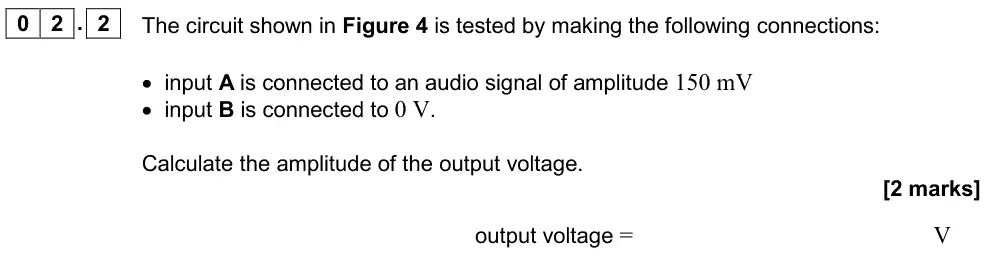 0 2 . 2 The circuit shown in Figure 4 is tested by making the following connections:
• input A is connected to an audio signal of amplitude 150 mV
• input B is connected to 0 V.
Calculate the amplitude of the output voltage.
[2 marks]
output voltage = V